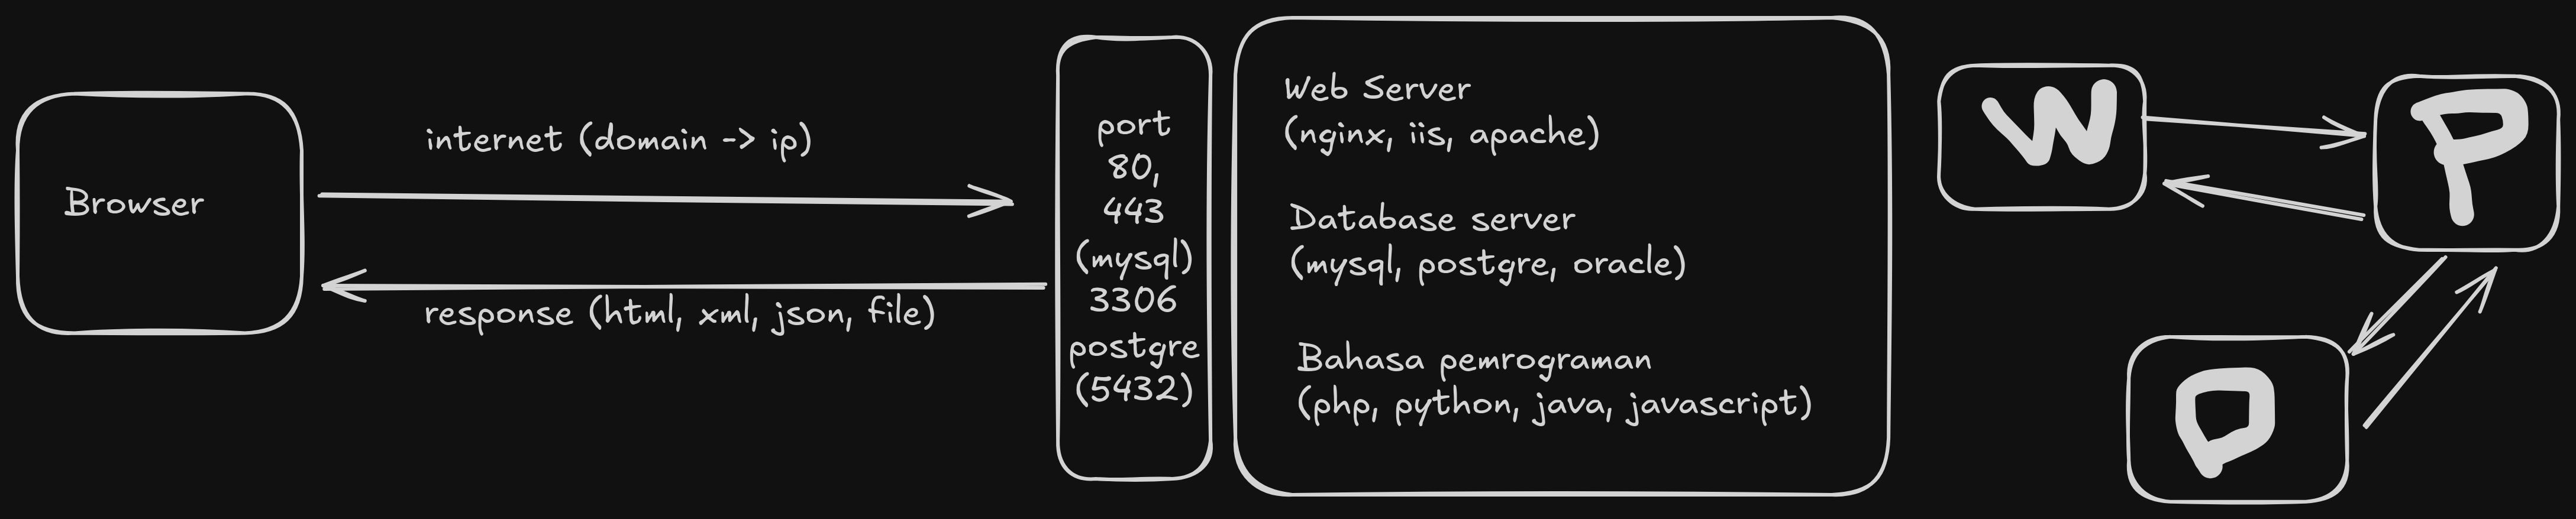 Browser
internet (domain -> ip)
response (html, xml, json, file)
port
80,
443
(mysql)
3306
postgre
(5432)
Web Server
(nginx, iis, apache)
Database server
(mysql, postgre, oracle)
Bahasa pemrograman
(php, python, java, javascript)
W
P
D